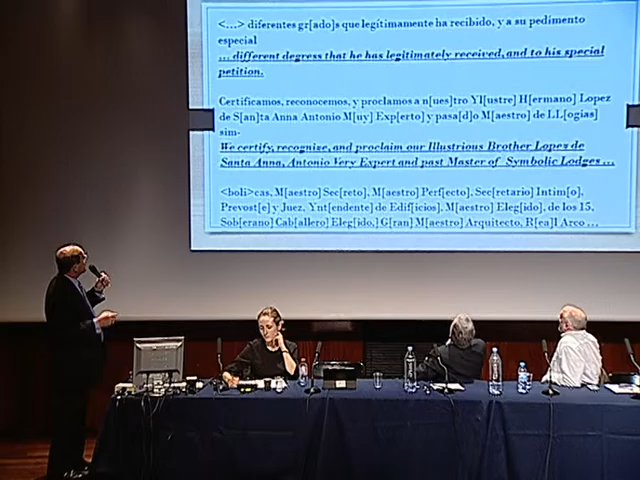 <...> diferentes gr[ado]s que legítimamente ha recibido, y a su pedimento
especial
... different degress that he has legitimately received, and to his special
petition.
Certificamos, reconocemos, y proclamos a n[ues]tro Yl[ustre] H[ermano] Lopez
de S[an]ta Anna Antonio M[uy] Exp[erto] y pasa[d]o M[aestro] de LL[ogias]
sim-
We certify, recognize, and proclaim our Illustrious Brother Lopez de
Santa Anna, Antonio Very Expert and past Master of Symbolic Lodges ...
<boli>cas, M[aestro] Sec[reto], M[aestro] Perf[ecto], Sec[retario] Intim[o],
Prevost[e] y Juez, Ynt[endente] de Edif[icios], M[aestro] Eleg[ido], de los 15,
Sob[erano] Cab[allero] Eleg[ido,] G[ran] M[aestro] Arquitecto, R[ea]l Arco ...